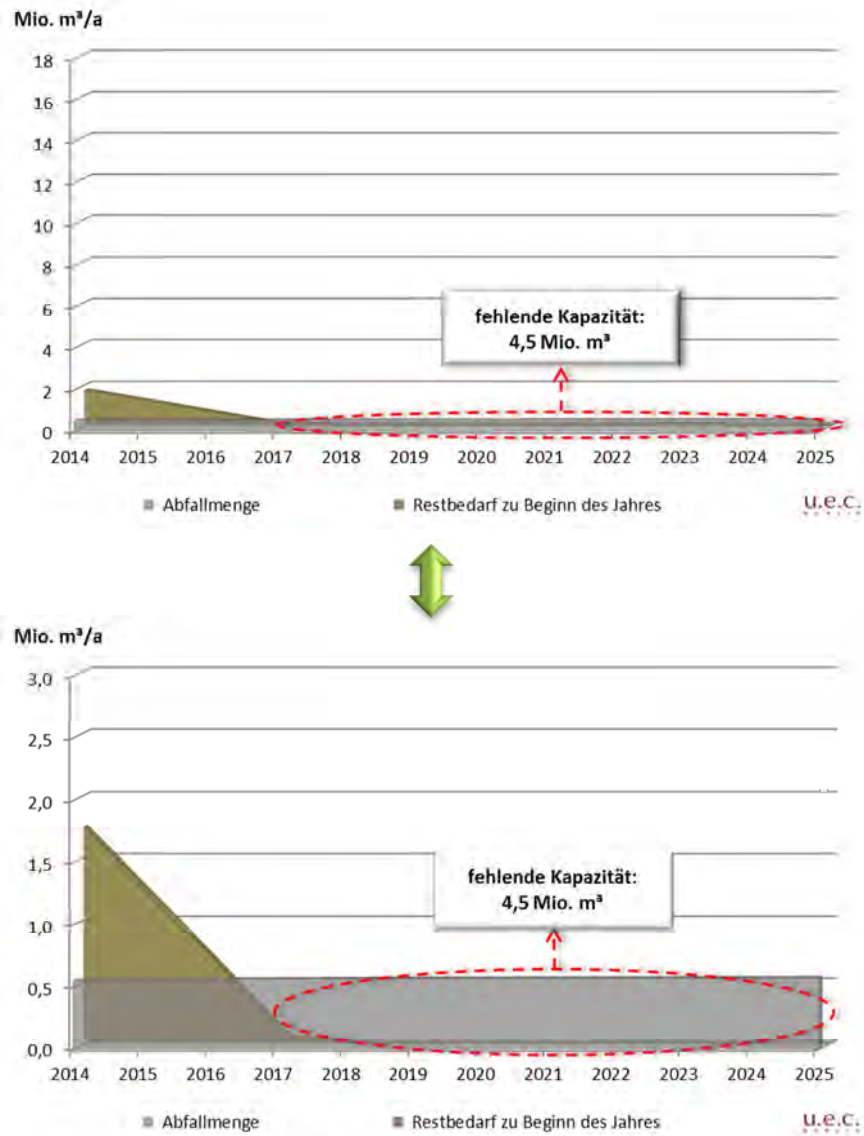 Mio. m³/a
18
16
14
12
10
8
6
4
2
0
fehlende Kapazität:
4,5 Mio. m³
2014 2015 2016 2017 2018 2019 2020 2021 2022 2023 2024 2025
Abfallmenge Restbedarf zu Beginn des Jahres
u.e.c.
BERLIN
Mio. m³/a
3,0
2,5
2,0
1,5
1,0
0,5
0,0
fehlende Kapazität:
4,5 Mio. m³
2014 2015 2016 2017 2018 2019 2020 2021 2022 2023 2024 2025
Abfallmenge Restbedarf zu Beginn des Jahres
u.e.c.
BERLIN